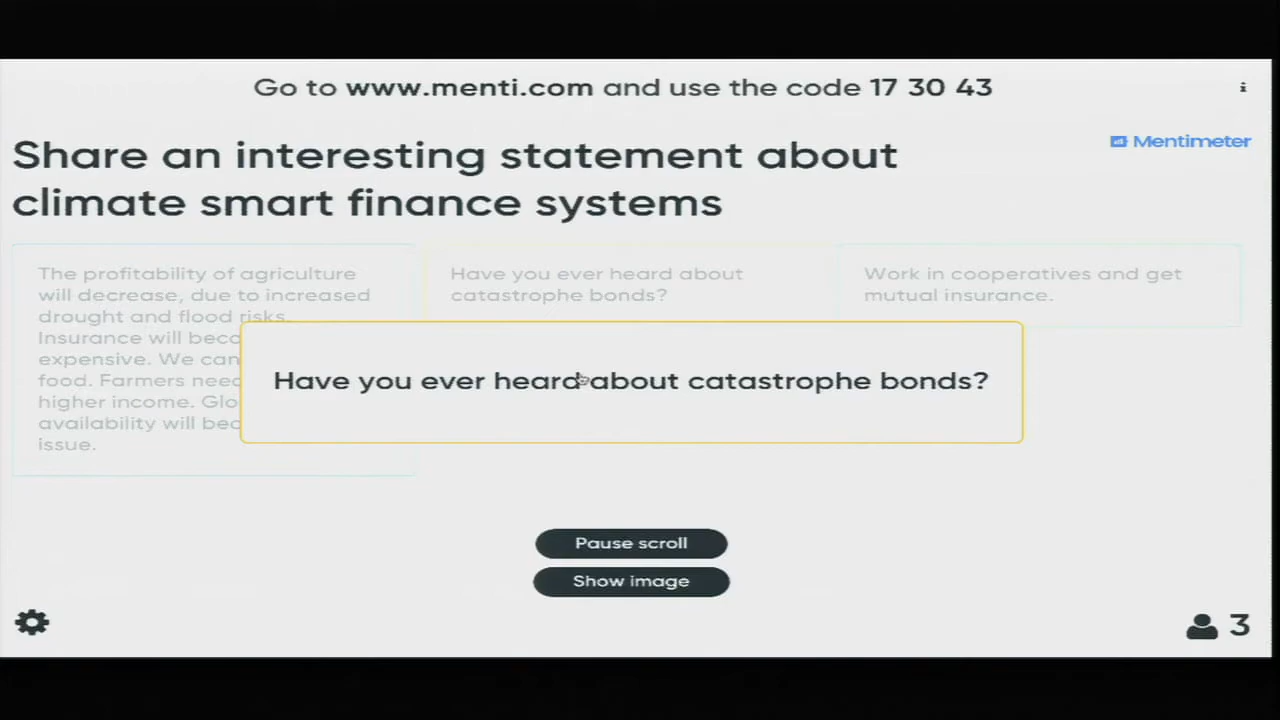 Go to www.menti.com and use the code 17 30 43
i
Mentimeter
Share an interesting statement about
climate smart finance systems
The profitability of agriculture
will decrease, due to increased
drought and flood risks.
Insurance will beco
expensive. We can
food. Farmers need
higher income. Glo
availability will bec
issue.
Have you ever heard about
catastrophe bonds?
Work in cooperatives and get
mutual insurance.
Have you ever heard about catastrophe bonds?
Pause scroll
Show image
3